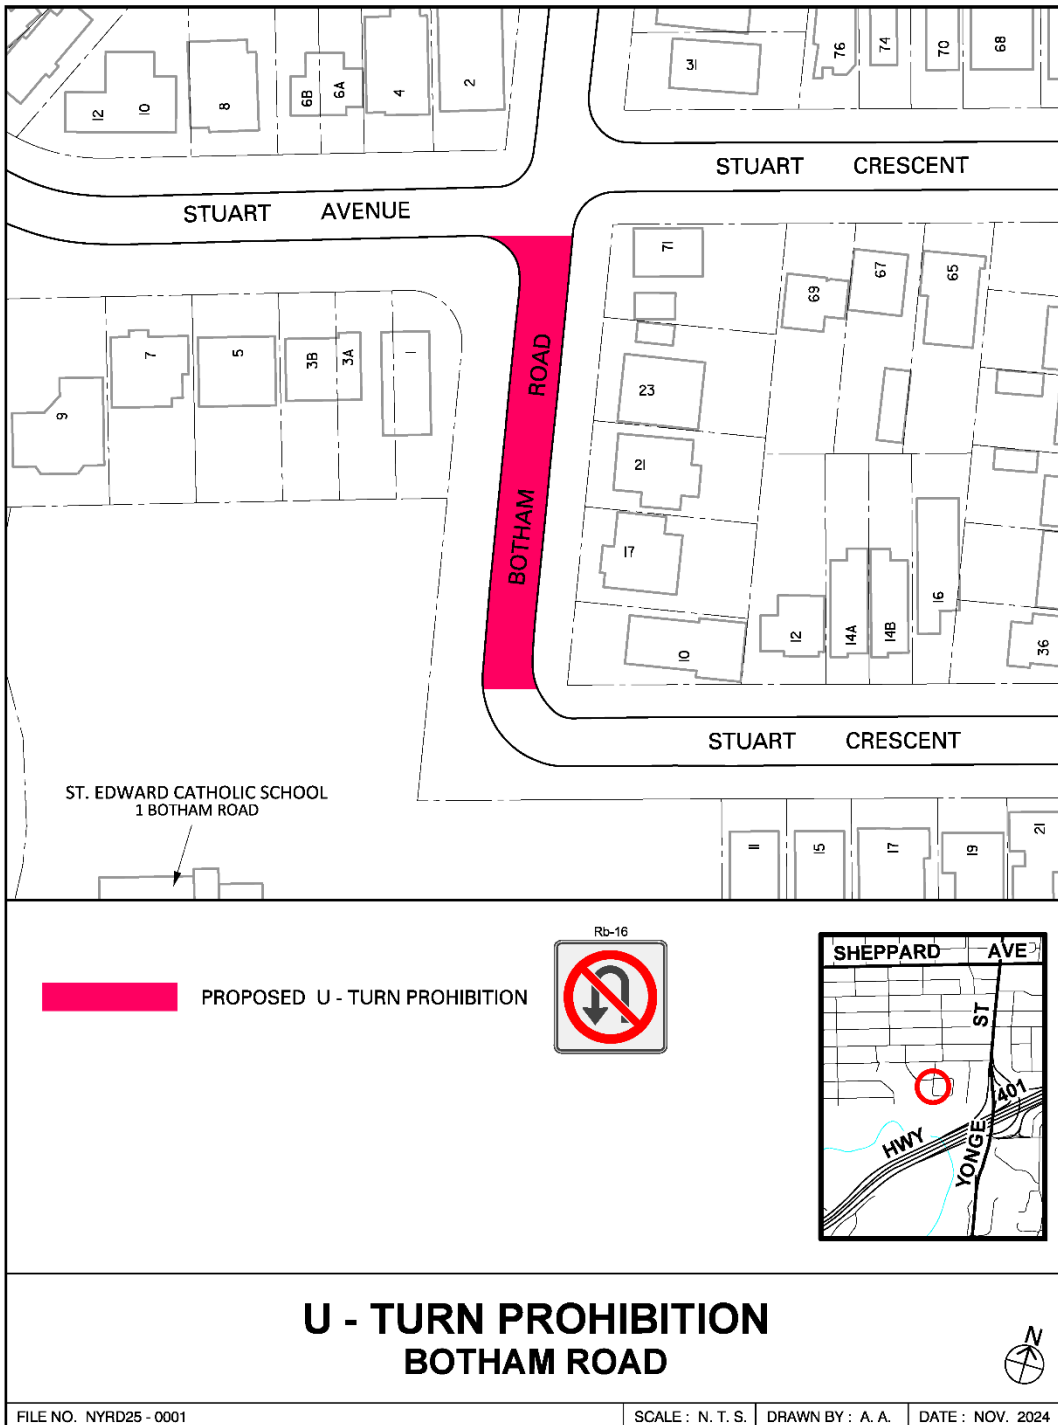 31
76
74
70
68
12
10
8
6B
6A
4
2
STUART CRESCENT
STUART AVENUE
71
69
67
65
9
7
5
3B
3A
1
ROAD
BOTHAM
23
21
17
10
12
14A
14B
16
36
STUART CRESCENT
ST. EDWARD CATHOLIC SCHOOL
1 BOTHAM ROAD
11
15
17
19
21
PROPOSED U - TURN PROHIBITION
Rb-16
SHEPPARD AVE
YONGE ST
HWY 401
U - TURN PROHIBITION
BOTHAM ROAD
N
FILE NO. NYRD25 - 0001
SCALE : N. T. S.
DRAWN BY : A. A.
DATE : NOV. 2024